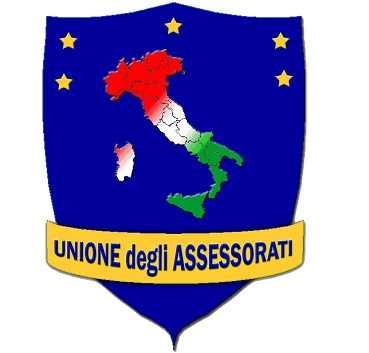 UNIONE degli ASSESSORATI